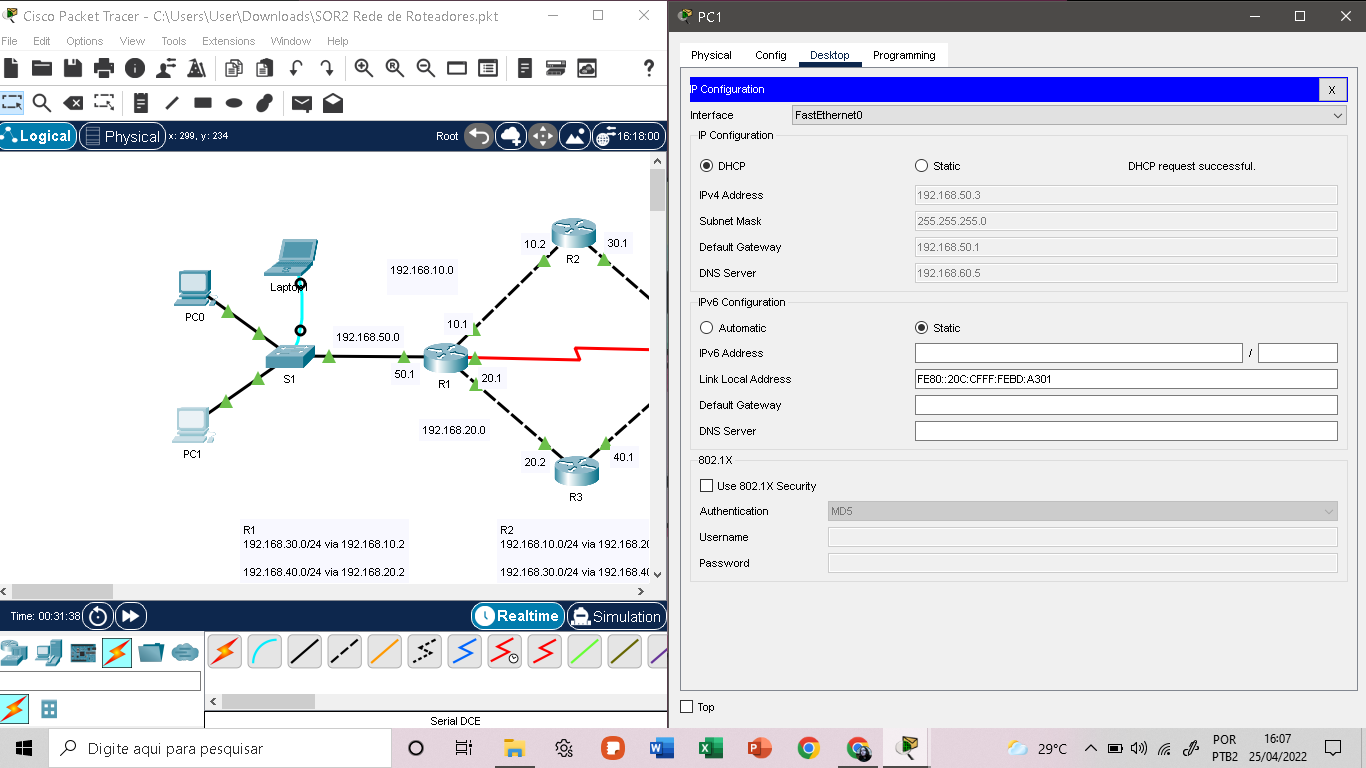 Cisco Packet Tracer - C:\Users\User\Downloads\SOR2 Rede de Roteadores.pkt
File Edit Options View Tools Extensions Window Help
Logical Physical x: 299, y: 234 Root 16:18:00
192.168.10.0
10.2 30.1
R2
Laptop1
PC0
10.1
192.168.50.0
S1
50.1
R1
20.1
192.168.20.0
PC1
20.2 40.1
R3
R1
192.168.30.0/24 via 192.168.10.2
192.168.40.0/24 via 192.168.20.2
R2
192.168.10.0/24 via 192.168.20
192.168.30.0/24 via 192.168.40
Time: 00:31:38 Realtime Simulation
Serial DCE
PC1
Physical Config Desktop Programming
IP Configuration X
Interface FastEthernet0
IP Configuration
DHCP Static DHCP request successful.
IPv4 Address 192.168.50.3
Subnet Mask 255.255.255.0
Default Gateway 192.168.50.1
DNS Server 192.168.60.5
IPv6 Configuration
Automatic Static
IPv6 Address /
Link Local Address FE80::20C:CFFF:FEBD:A301
Default Gateway
DNS Server
802.1X
Use 802.1X Security
Authentication MD5
Username
Password
Top
Digite aqui para pesquisar
29°C
POR
PTB2
16:07
25/04/2022